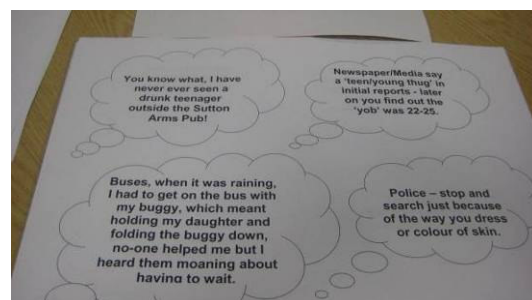 You know what, I have
never ever seen a
drunk teenager
outside the Sutton
Arms Pub!
Newspaper/Media say
a 'teen/young thug' in
initial reports - later
on you find out the
'yob' was 22-25.
Buses, when it was raining,
I had to get on the bus with
my buggy, which meant
holding my daughter and
folding the buggy down,
no-one helped me but I
heard them moaning about
having to wait.
Police – stop and
search just because
of the way you dress
or colour of skin.